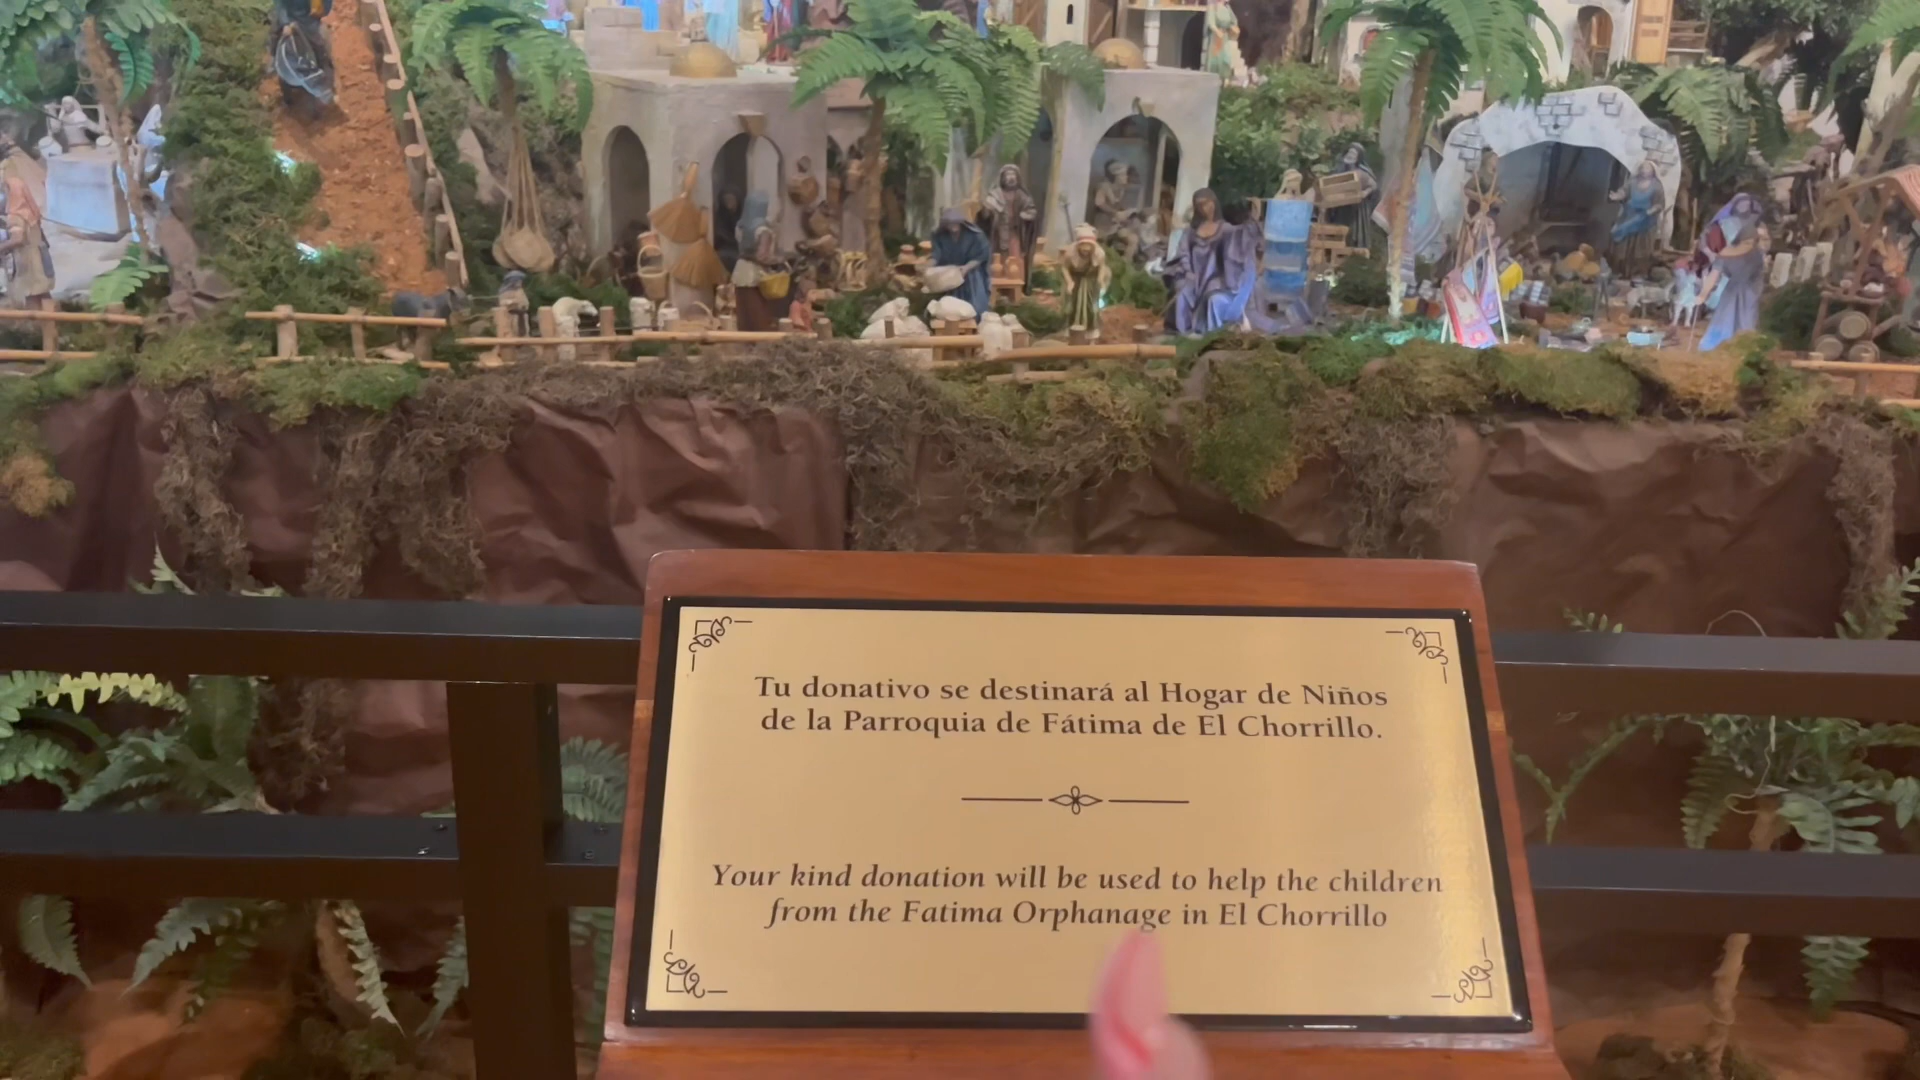 Tu donativo se destinará al Hogar de Niños
de la Parroquia de Fátima de El Chorrillo.
Your kind donation will be used to help the children
from the Fatima Orphanage in El Chorrillo